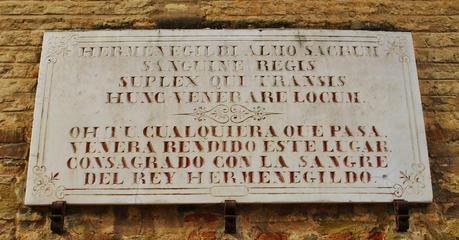 HERMENEGILDI ALMO SACRUM
SANGUINE REGIS
SUPLEX QUI TRANSIS
HUNC VENERARE LOCUM.
OH TU, CUALQUIERA QUE PASA,
VENERA RENDIDO ESTE LUGAR
CONSAGRADO CON LA SANGRE
DEL REY HERMENEGILDO.